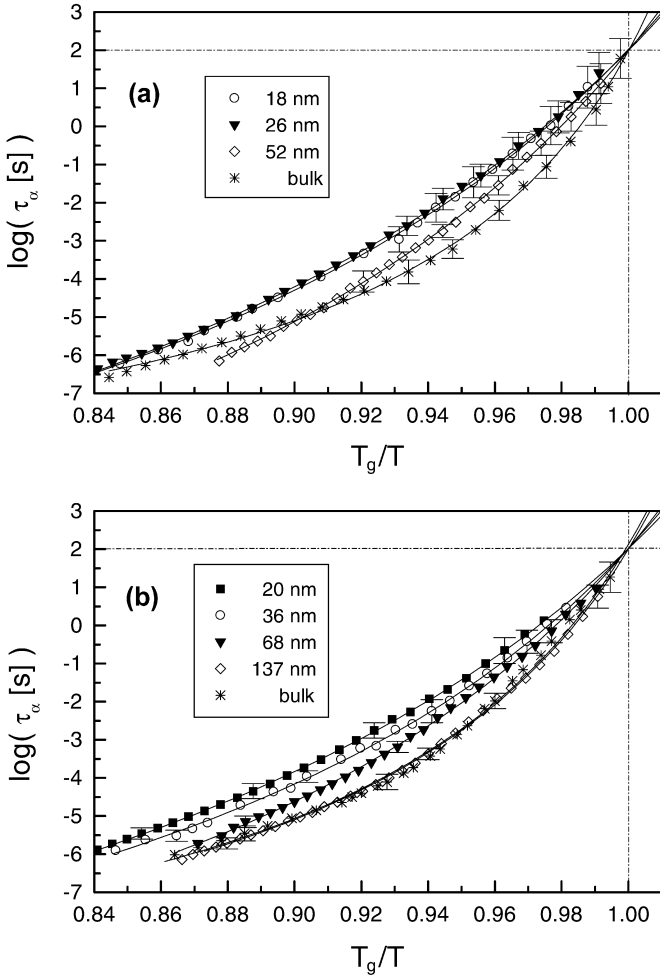 3
2
1
0
-1
-2
-3
-4
-5
-6
-7
log( τα [s] )
(a)
18 nm
26 nm
52 nm
bulk
0.84 0.86 0.88 0.90 0.92 0.94 0.96 0.98 1.00
Tg/T
3
2
1
0
-1
-2
-3
-4
-5
-6
-7
log( τα [s] )
(b)
20 nm
36 nm
68 nm
137 nm
bulk
0.84 0.86 0.88 0.90 0.92 0.94 0.96 0.98 1.00
Tg/T